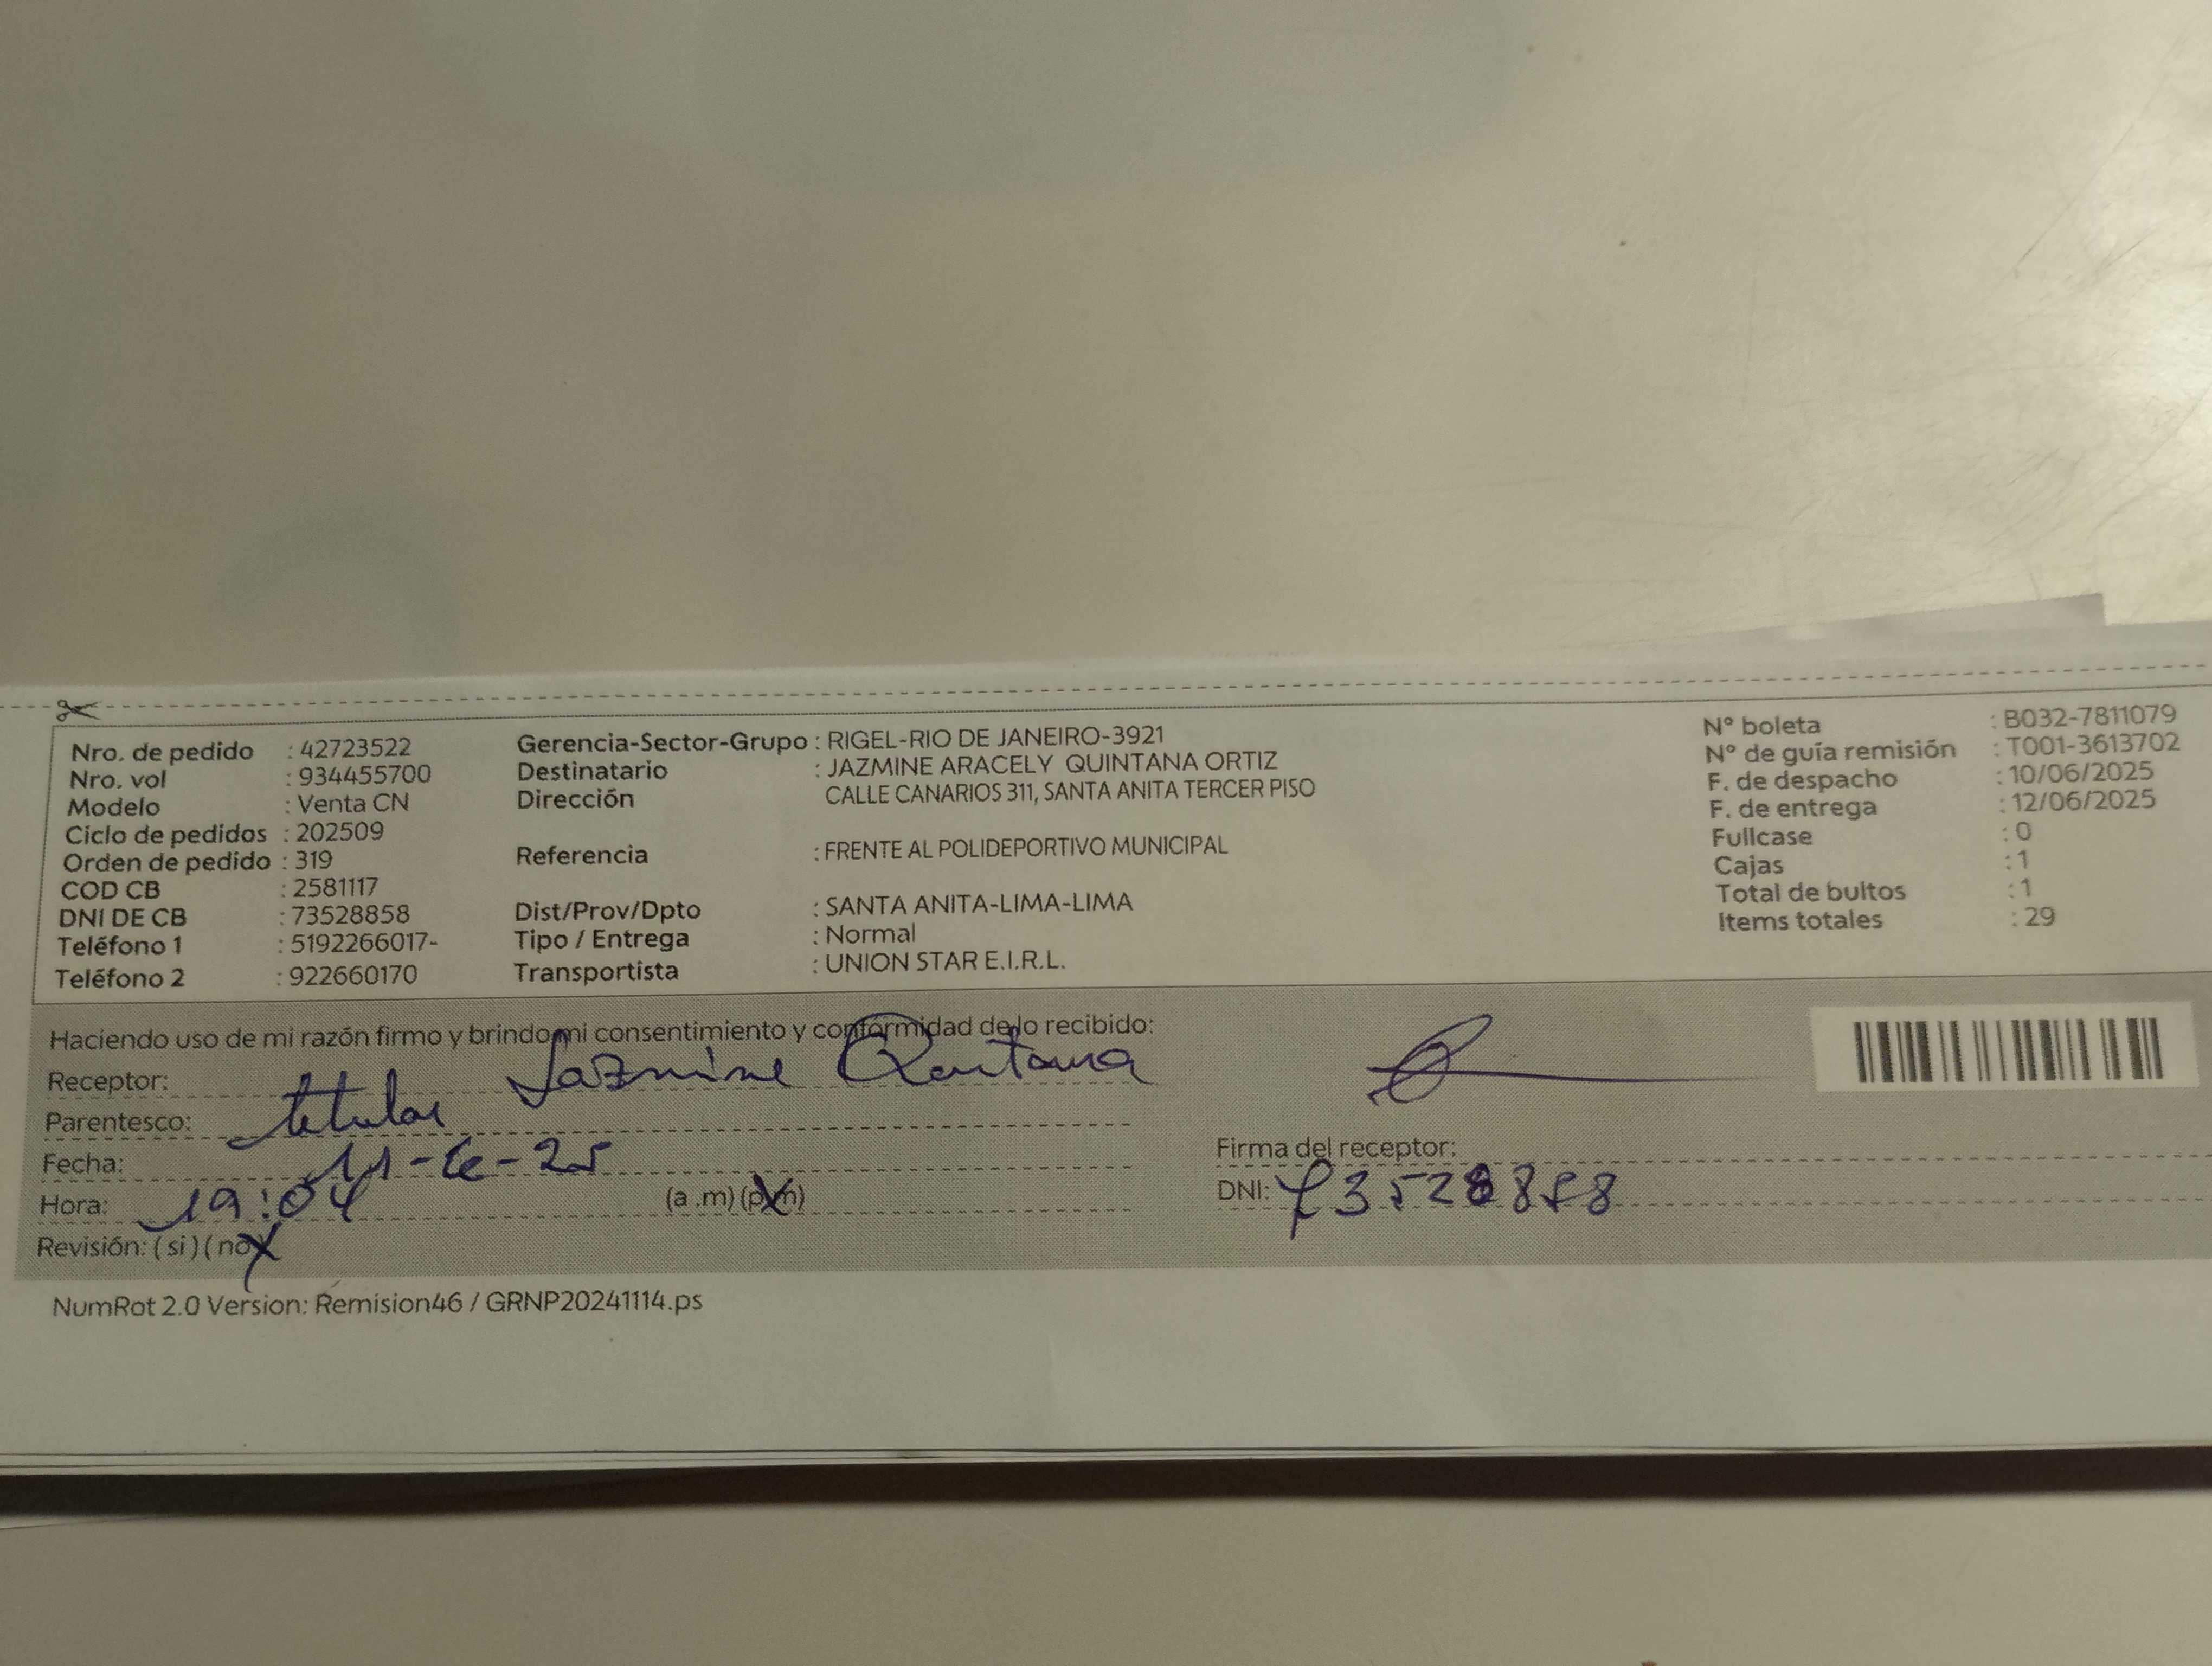 Nro. de pedido : 42723522
Nro. vol : 934455700
Modelo : Venta CN
Ciclo de pedidos : 202509
Orden de pedido : 319
COD CB : 2581117
DNI DE CB : 73528858
Teléfono 1 : 5192266017-
Teléfono 2 : 922660170
Gerencia-Sector-Grupo : RIGEL-RIO DE JANEIRO-3921
Destinatario : JAZMINE ARACELY QUINTANA ORTIZ
Dirección CALLE CANARIOS 311, SANTA ANITA TERCER PISO
Referencia : FRENTE AL POLIDEPORTIVO MUNICIPAL
Dist/Prov/Dpto : SANTA ANITA-LIMA-LIMA
Tipo / Entrega : Normal
Transportista : UNION STAR E.I.R.L.
N° boleta : B032-7811079
N° de guía remisión : T001-3613702
F. de despacho : 10/06/2025
F. de entrega : 12/06/2025
Fullcase : 0
Cajas : 1
Total de bultos : 1
Items totales : 29
Haciendo uso de mi razón firmo y brindo mi consentimiento y conformidad de lo recibido:
Receptor: Jazmine Quintana
Parentesco: titular
Fecha: 11-6-25
Hora: 19:04 (a .m) (p.m)
Revisión: ( si ) ( no )
Firma del receptor:
DNI: 73528858
NumRot 2.0 Version: Remision46 / GRNP20241114.ps